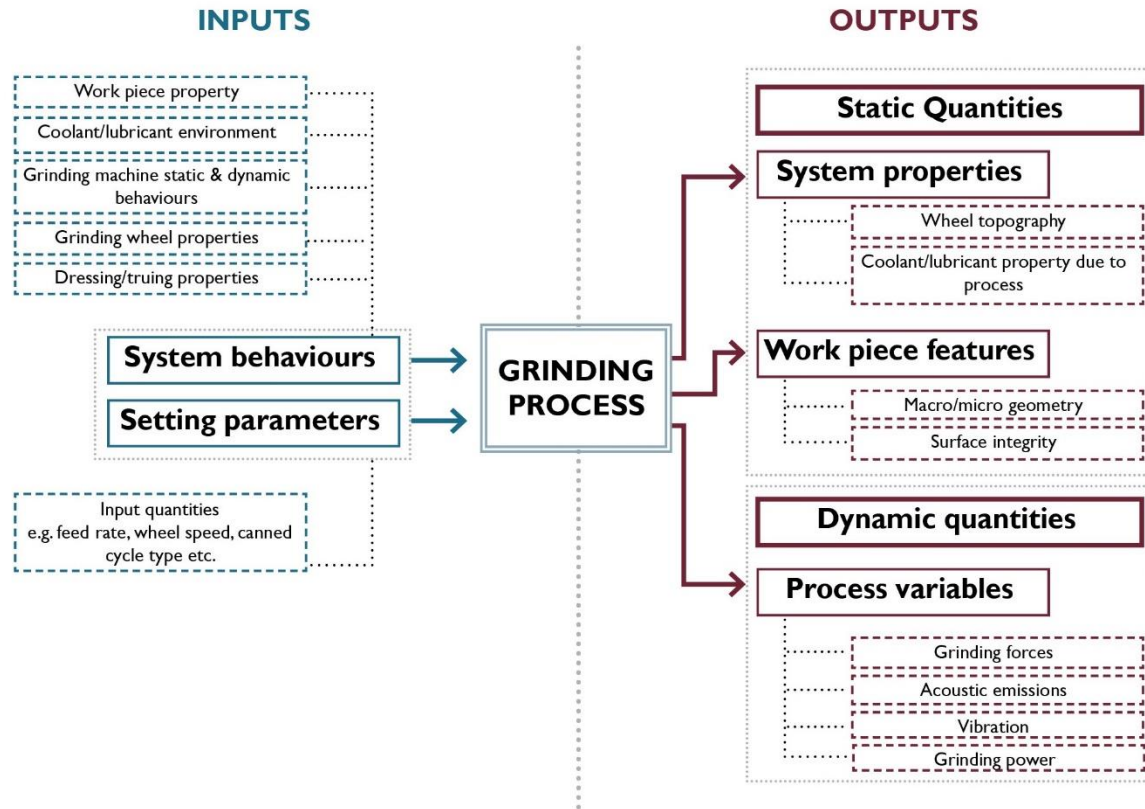 INPUTS
Work piece property
Coolant/lubricant environment
Grinding machine static & dynamic
behaviours
Grinding wheel properties
Dressing/truing properties
System behaviours
Setting parameters
Input quantities
e.g. feed rate, wheel speed, canned
cycle type etc.
GRINDING
PROCESS
OUTPUTS
Static Quantities
System properties
Wheel topography
Coolant/lubricant property due to
process
Work piece features
Macro/micro geometry
Surface integrity
Dynamic quantities
Process variables
Grinding forces
Acoustic emissions
Vibration
Grinding power